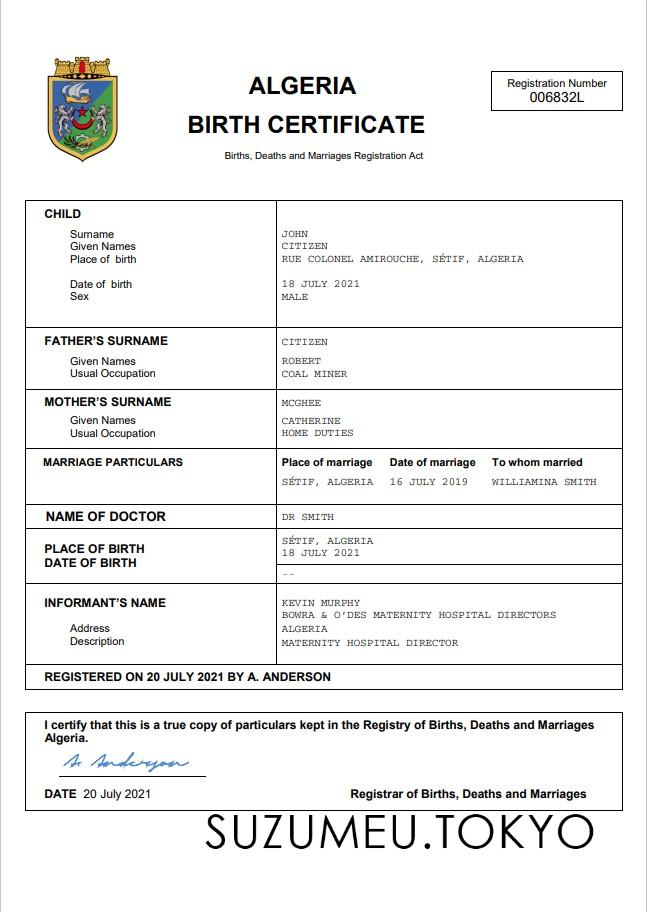 ALGERIA
BIRTH CERTIFICATE
Births, Deaths and Marriages Registration Act
Registration Number
006832L
CHILD
Surname JOHN
Given Names CITIZEN
Place of birth RUE COLONEL AMIROUCHE, SÉTIF, ALGERIA
Date of birth 18 JULY 2021
Sex MALE
FATHER'S SURNAME CITIZEN
Given Names ROBERT
Usual Occupation COAL MINER
MOTHER'S SURNAME MCGHEE
Given Names CATHERINE
Usual Occupation HOME DUTIES
MARRIAGE PARTICULARS Place of marriage Date of marriage To whom married
SÉTIF, ALGERIA 16 JULY 2019 WILLIAMINA SMITH
NAME OF DOCTOR DR SMITH
PLACE OF BIRTH SÉTIF, ALGERIA
DATE OF BIRTH 18 JULY 2021
--
INFORMANT'S NAME KEVIN MURPHY
BOWRA & O'DES MATERNITY HOSPITAL DIRECTORS
Address ALGERIA
Description MATERNITY HOSPITAL DIRECTOR
REGISTERED ON 20 JULY 2021 BY A. ANDERSON
I certify that this is a true copy of particulars kept in the Registry of Births, Deaths and Marriages
Algeria.
A. Anderson
DATE 20 July 2021 Registrar of Births, Deaths and Marriages
SUZUMEU.TOKYO